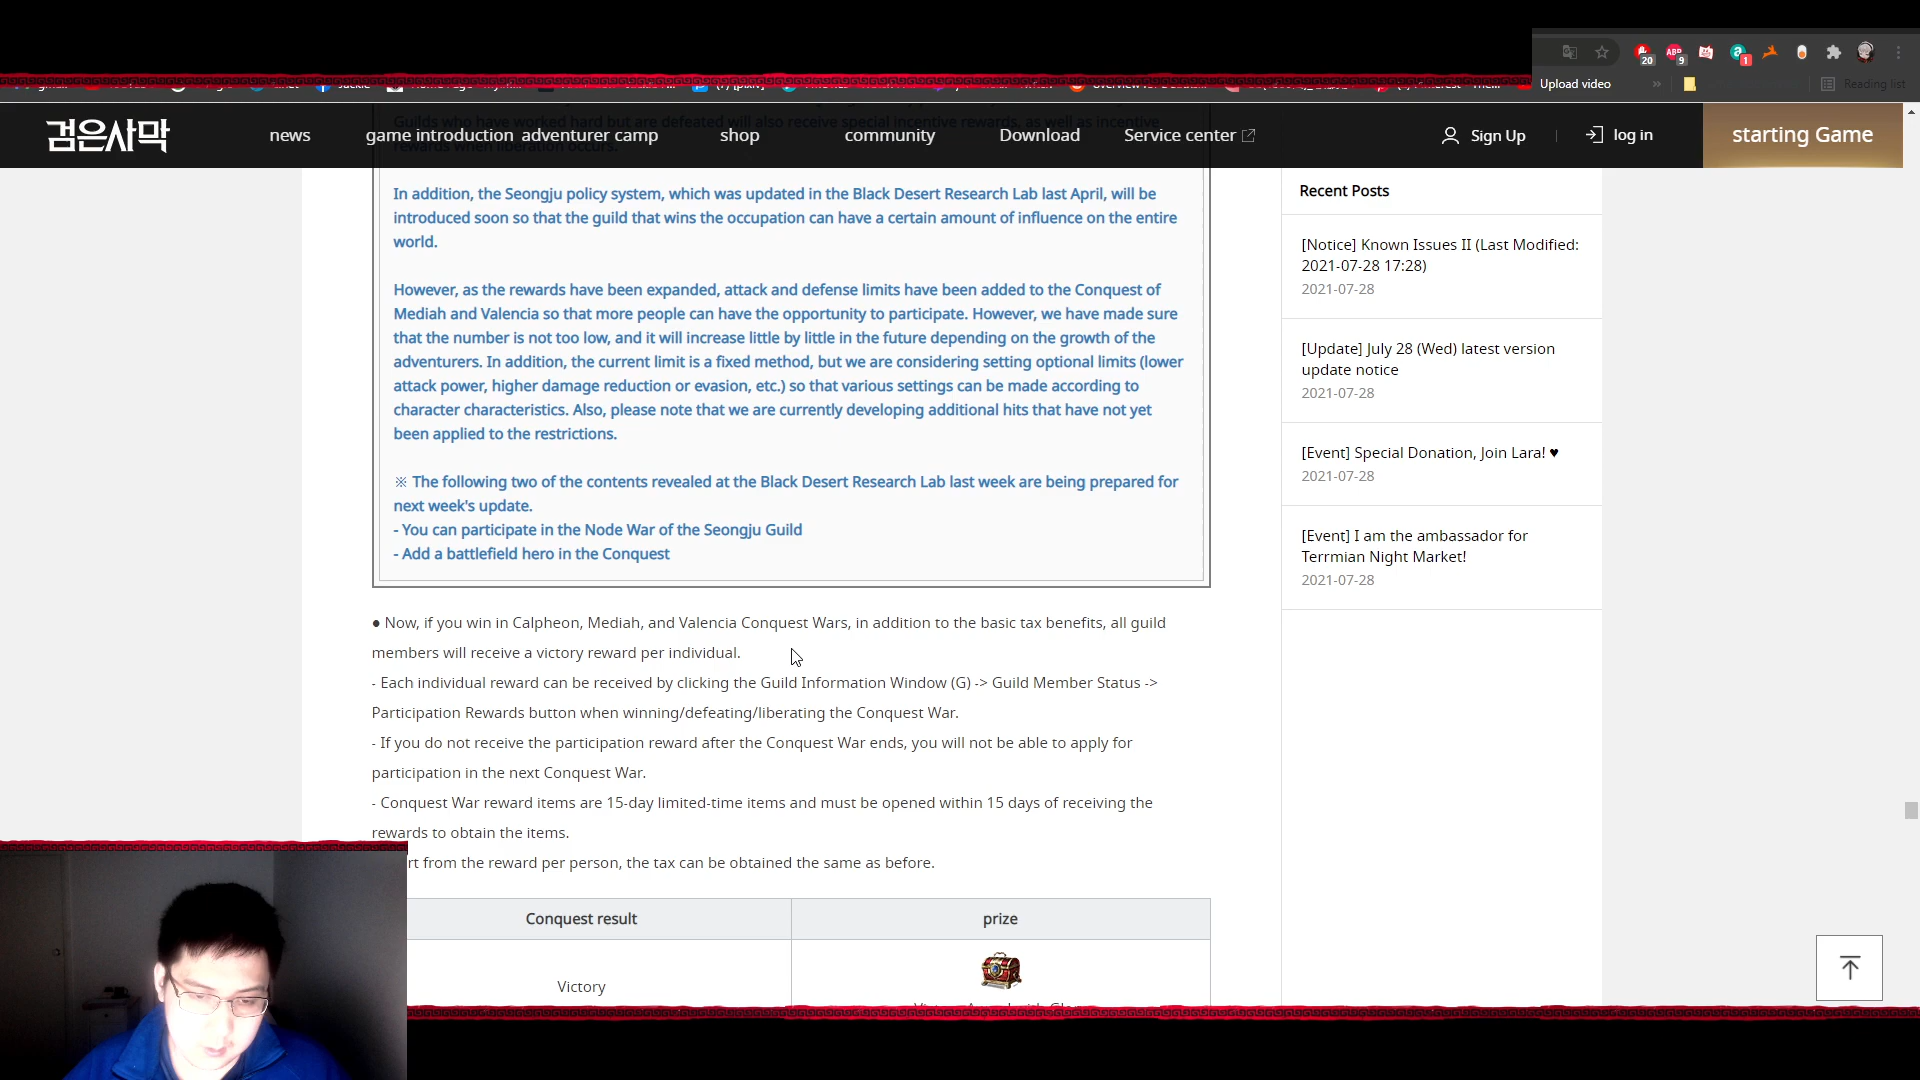 20
9
1
Upload video
»
Reading list
Guilds who have worked hard but are defeated will also receive special incentive rewards, as well as incentive
rewards when liberation occurs.
검은사막
news
game introduction
adventurer camp
shop
community
Download
Service center
Sign Up
log in
starting Game
In addition, the Seongju policy system, which was updated in the Black Desert Research Lab last April, will be
introduced soon so that the guild that wins the occupation can have a certain amount of influence on the entire
world.
However, as the rewards have been expanded, attack and defense limits have been added to the Conquest of
Mediah and Valencia so that more people can have the opportunity to participate. However, we have made sure
that the number is not too low, and it will increase little by little in the future depending on the growth of the
adventurers. In addition, the current limit is a fixed method, but we are considering setting optional limits (lower
attack power, higher damage reduction or evasion, etc.) so that various settings can be made according to
character characteristics. Also, please note that we are currently developing additional hits that have not yet
been applied to the restrictions.
※ The following two of the contents revealed at the Black Desert Research Lab last week are being prepared for
next week's update.
- You can participate in the Node War of the Seongju Guild
- Add a battlefield hero in the Conquest
● Now, if you win in Calpheon, Mediah, and Valencia Conquest Wars, in addition to the basic tax benefits, all guild
members will receive a victory reward per individual.
- Each individual reward can be received by clicking the Guild Information Window (G) -> Guild Member Status ->
Participation Rewards button when winning/defeating/liberating the Conquest War.
- If you do not receive the participation reward after the Conquest War ends, you will not be able to apply for
participation in the next Conquest War.
- Conquest War reward items are 15-day limited-time items and must be opened within 15 days of receiving the
rewards to obtain the items.
rt from the reward per person, the tax can be obtained the same as before.
Conquest result
prize
Victory
Recent Posts
[Notice] Known Issues II (Last Modified:
2021-07-28 17:28)
2021-07-28
[Update] July 28 (Wed) latest version
update notice
2021-07-28
[Event] Special Donation, Join Lara! ♥
2021-07-28
[Event] I am the ambassador for
Terrmian Night Market!
2021-07-28